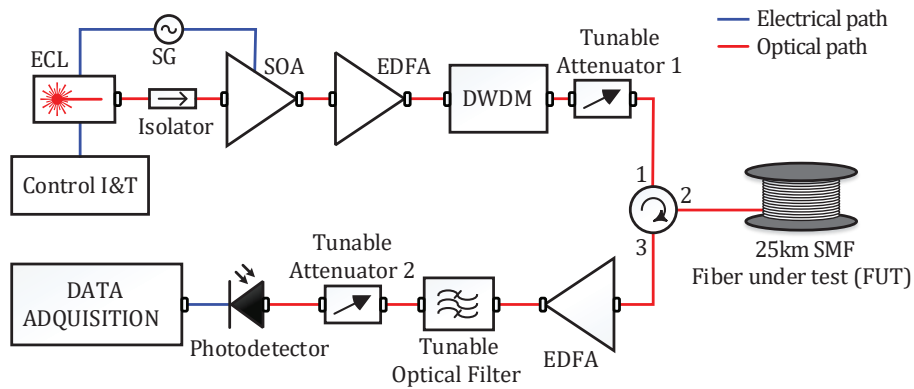 Electrical path
Optical path
ECL
SG
SOA
EDFA
DWDM
Tunable
Attenuator 1
Isolator
Control I&T
1
2
3
25km SMF
Fiber under test (FUT)
DATA
ADQUISITION
Photodetector
Tunable
Attenuator 2
Tunable
Optical Filter
EDFA